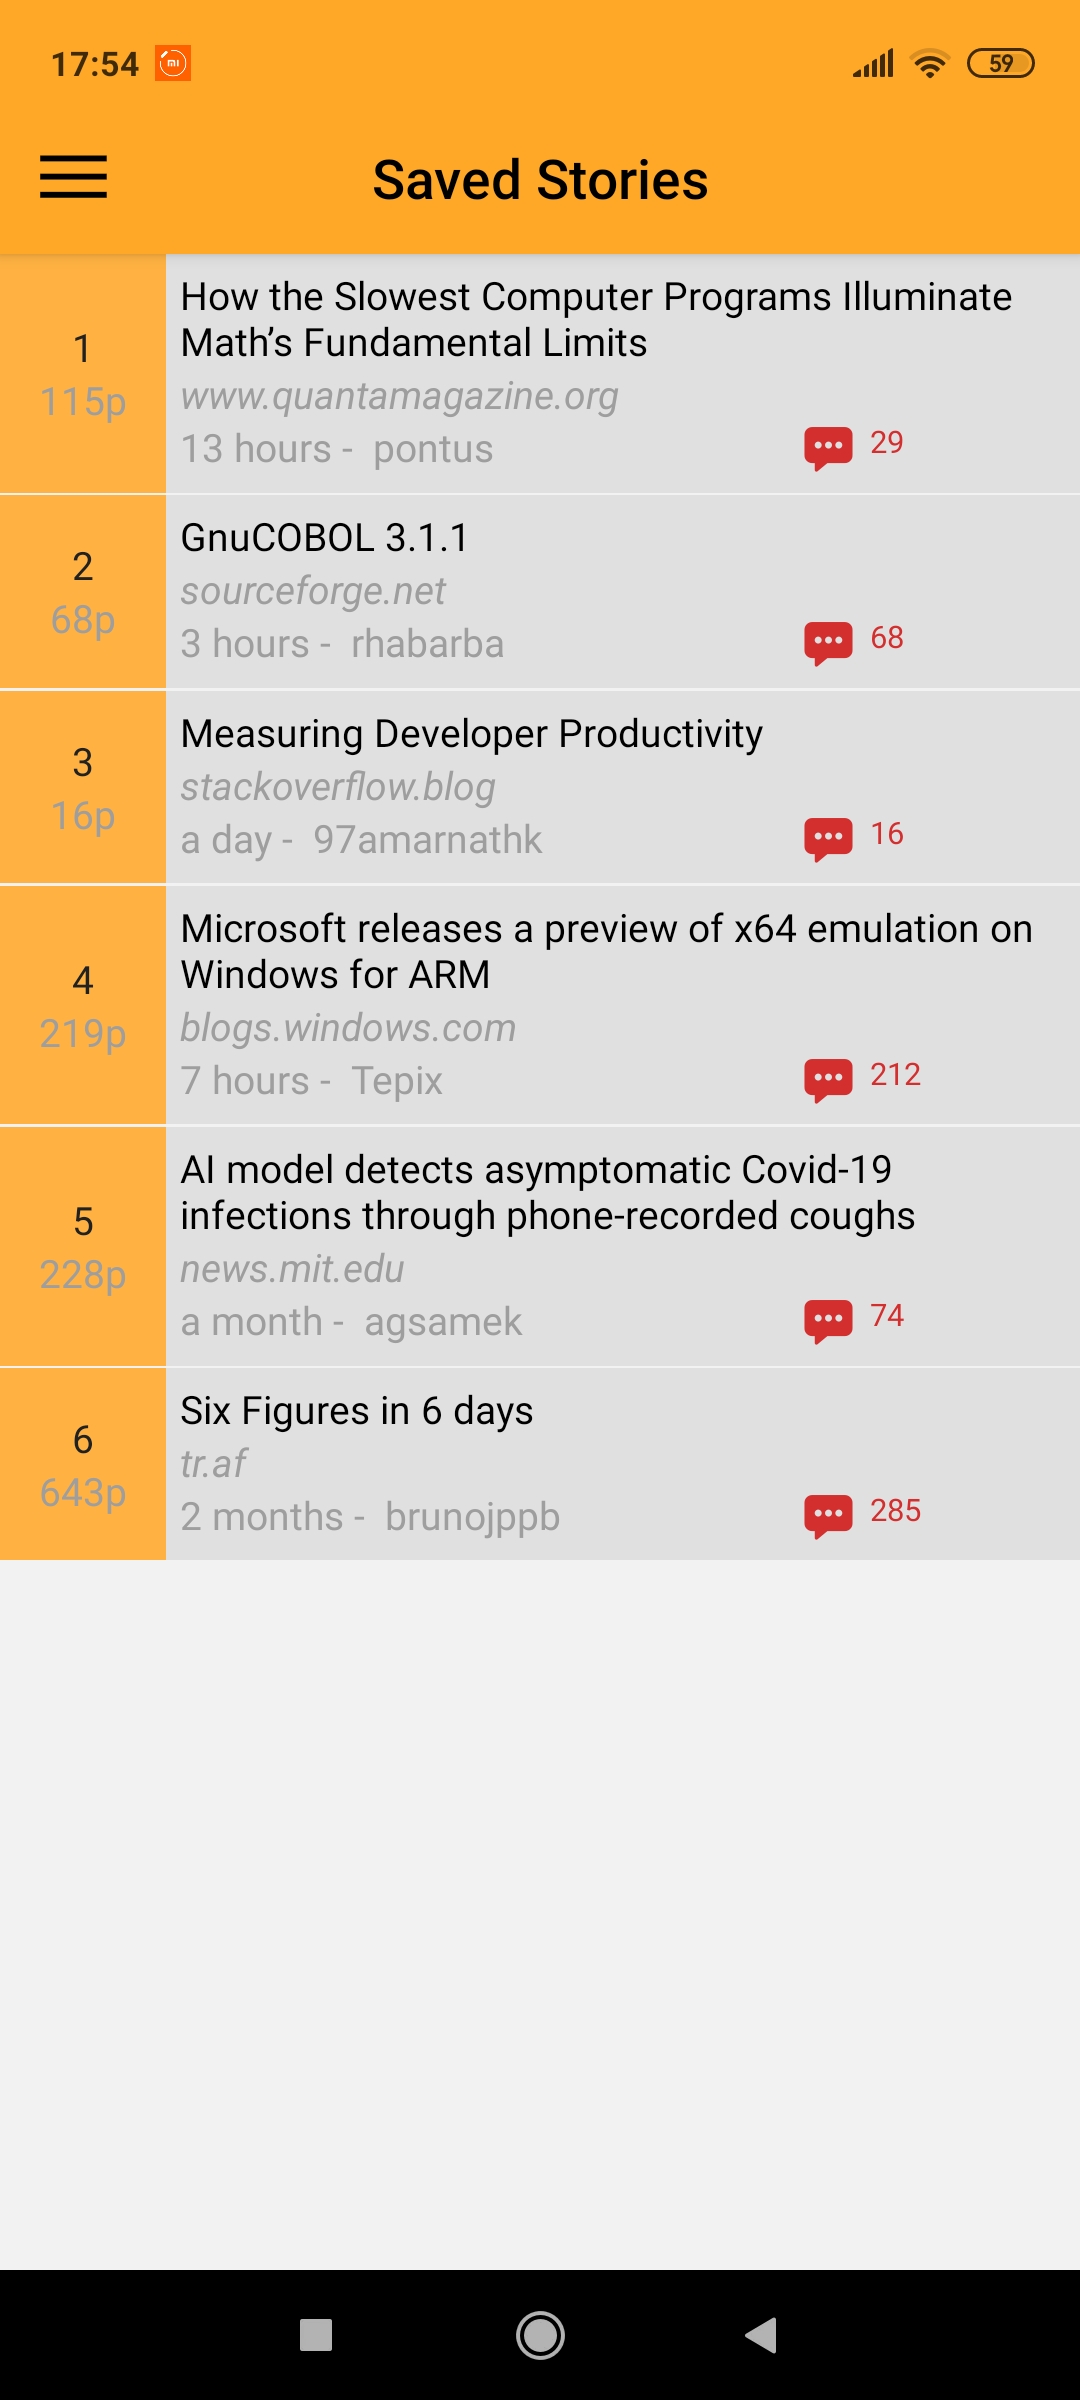 17:54
59
Saved Stories
How the Slowest Computer Programs Illuminate
Math’s Fundamental Limits
1
115p
www.quantamagazine.org
13 hours - pontus
29
GnuCOBOL 3.1.1
2
68p
sourceforge.net
3 hours - rhabarba
68
Measuring Developer Productivity
3
16p
stackoverflow.blog
a day - 97amarnathk
16
Microsoft releases a preview of x64 emulation on
Windows for ARM
4
219p
blogs.windows.com
7 hours - Tepix
212
AI model detects asymptomatic Covid-19
infections through phone-recorded coughs
5
228p
news.mit.edu
a month - agsamek
74
Six Figures in 6 days
6
643p
tr.af
2 months - brunojppb
285